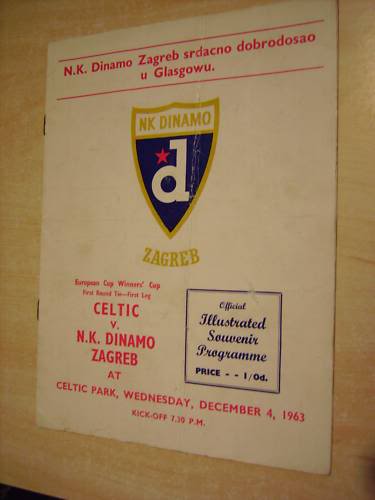 N.K. Dinamo Zagreb srdacno dobrodosao
u Glasgowu.
NK DINAMO
d
ZAGREB
European Cup Winners' Cup
First Round Tie—First Leg
CELTIC
v.
N.K. DINAMO
ZAGREB
AT
CELTIC PARK, WEDNESDAY, DECEMBER 4, 1963
KICK-OFF 7.30 P.M.
Official
Illustrated
Souvenir
Programme
PRICE - - 1/0d.